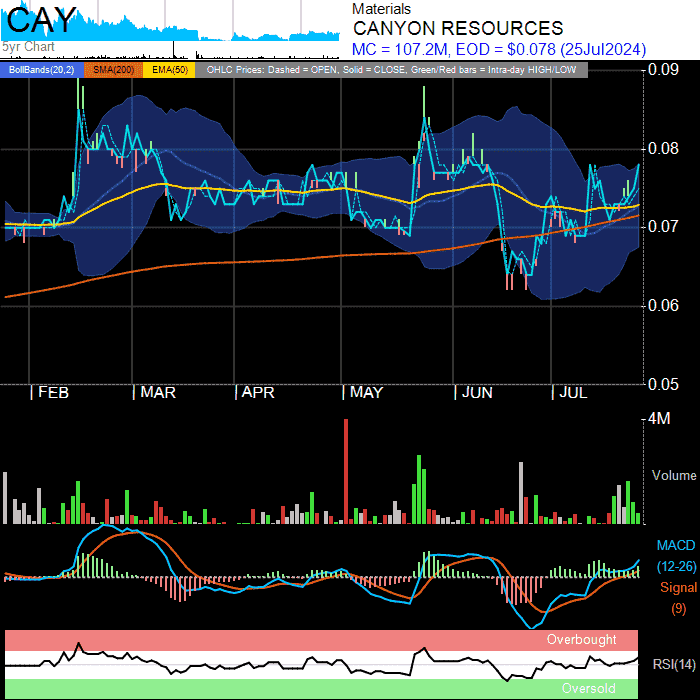 CAY
5yr Chart
Materials
CANYON RESOURCES
MC = 107.2M, EOD = $0.078 (25Jul2024)
BollBands(20,2) SMA(200) EMA(50) OHLC Prices: Dashed = OPEN, Solid = CLOSE, Green/Red bars = Intra-day HIGH/LOW
0.09
0.08
0.07
0.06
0.05
| FEB | MAR | APR | MAY | JUN | JUL
4M
Volume
MACD
(12-26)
Signal
(9)
Overbought
RSI(14)
Oversold